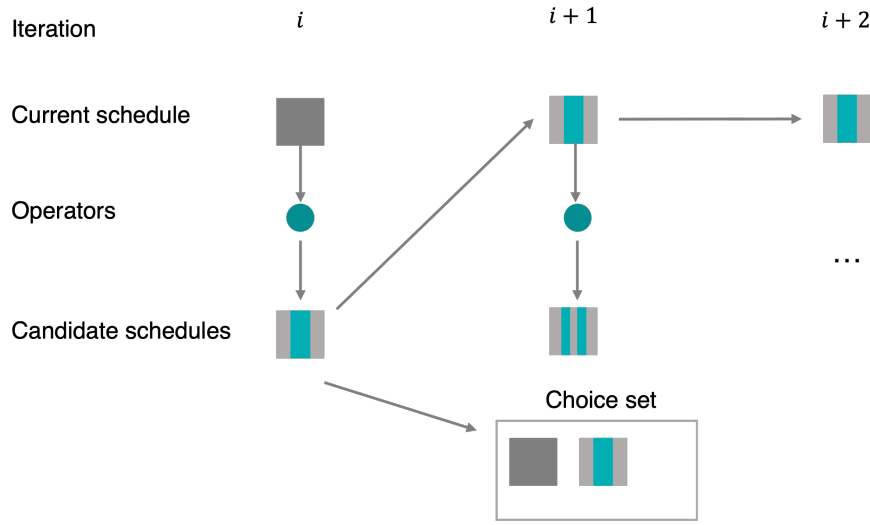 Iteration
i
i + 1
i + 2
Current schedule
Operators
...
Candidate schedules
Choice set